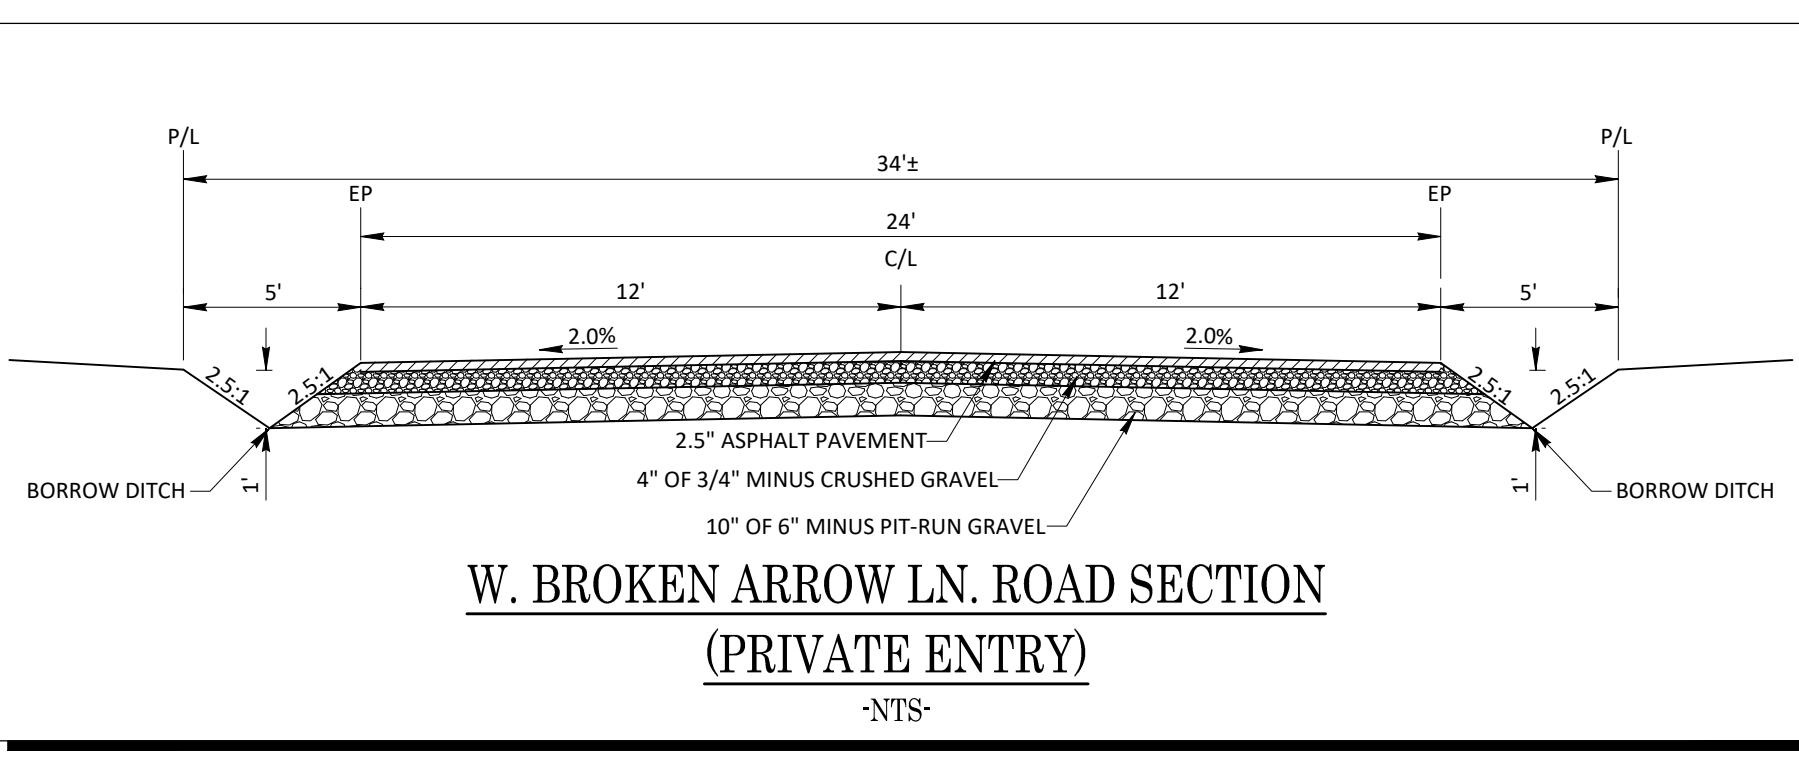 P/L
P/L
34'±
EP
EP
24'
C/L
5'
12'
12'
5'
2.0%
2.0%
2.5:1
2.5:1
2.5:1
2.5:1
2.5" ASPHALT PAVEMENT
4" OF 3/4" MINUS CRUSHED GRAVEL
BORROW DITCH
1'
1'
BORROW DITCH
10" OF 6" MINUS PIT-RUN GRAVEL
W. BROKEN ARROW LN. ROAD SECTION
(PRIVATE ENTRY)
-NTS-